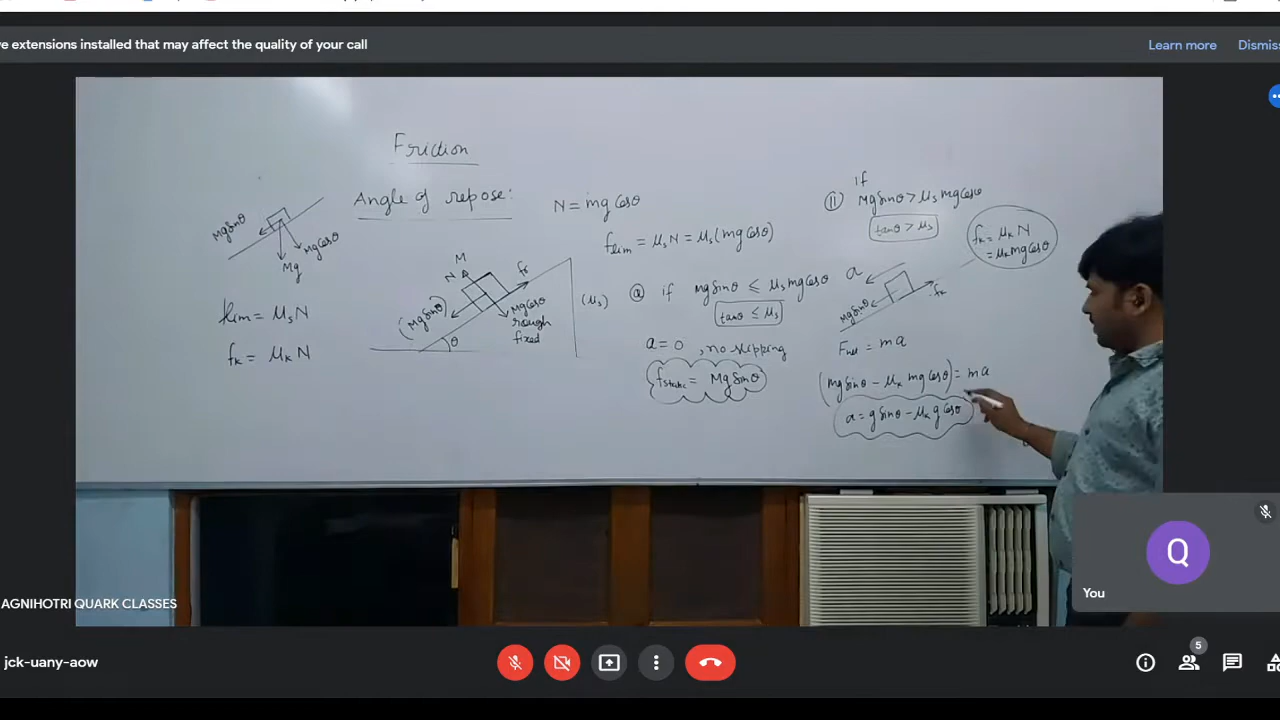 e extensions installed that may affect the quality of your call
Learn more
Dismiss
Friction
Angle of repose:
Mg Sinθ
Mg Cosθ
Mg
flim = μs N
fk = μk N
N = mg Cosθ
flim = μs N = μs (mg Cosθ)
M
N
fr
(Mg Sinθ)
Mg Cosθ
rough
fixed
θ
(μs)
ⓐ if mg Sinθ ≤ μs mg Cosθ
tanθ ≤ μs
a = 0 , no slipping
fstatic = Mg Sinθ
if
ⓘⓘ Mg Sinθ > μs mg Cosθ
tanθ > μs
fk = μk N
= μk mg Cosθ
a
Mg Sinθ
fk
Fnet = ma
(mg Sinθ - μk mg Cosθ) = ma
a = g Sinθ - μk g Cosθ
Q
You
AGNIHOTRI QUARK CLASSES
jck-uany-aow
5